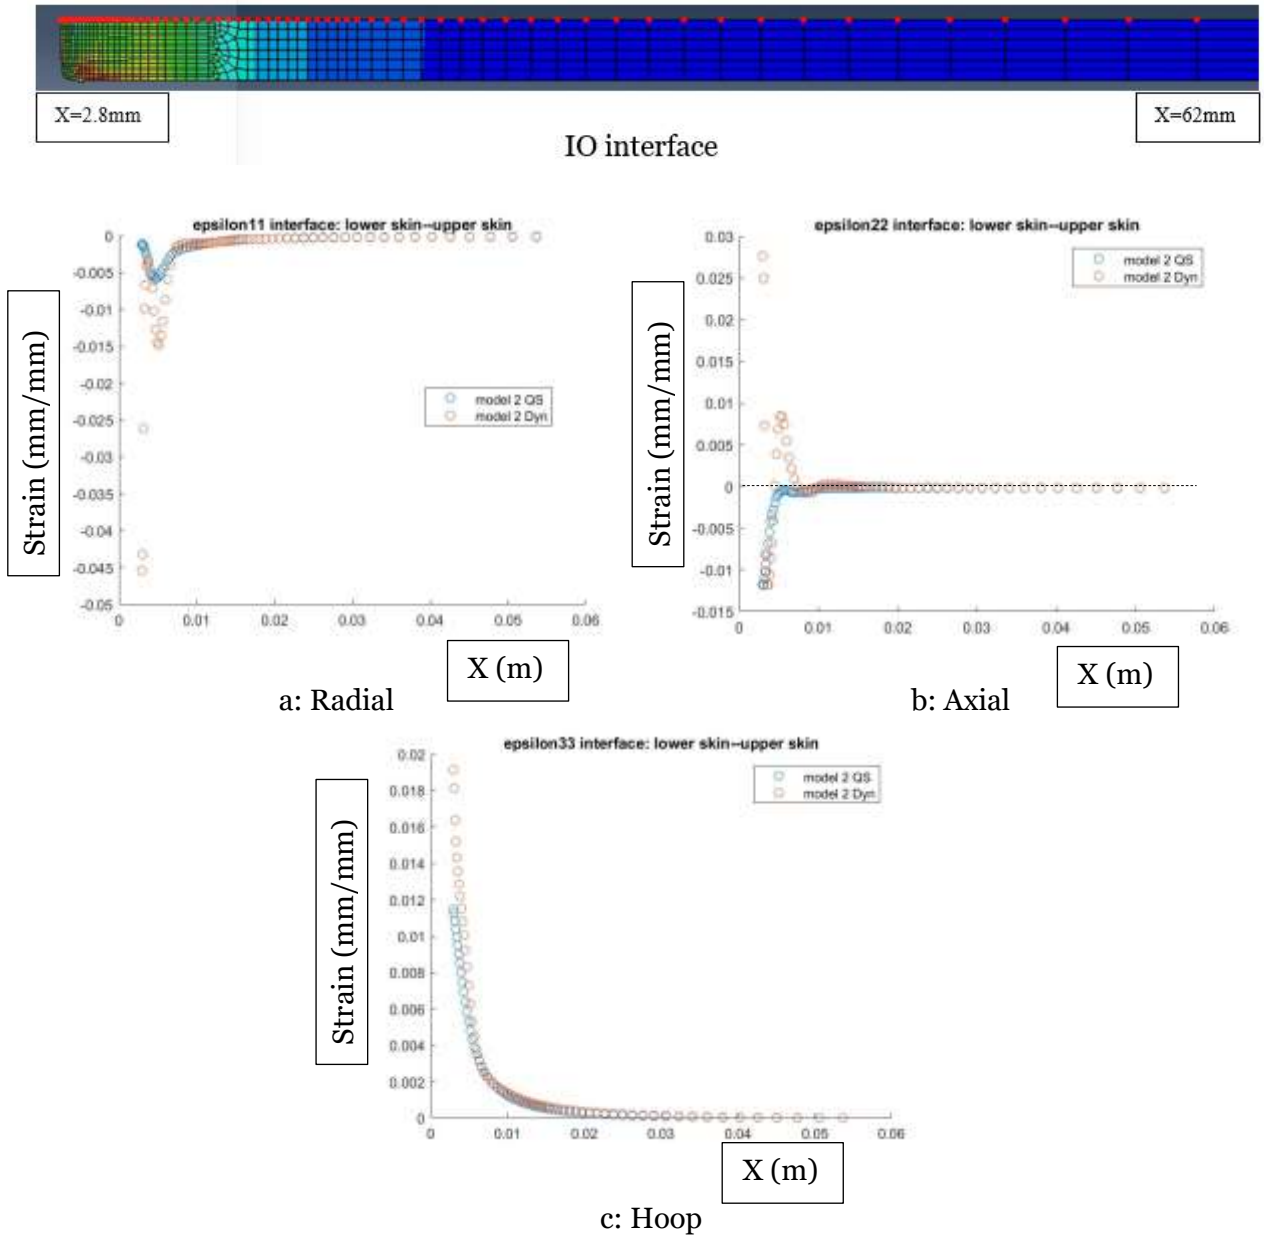 X=2.8mm
X=62mm
IO interface
epsilon11 interface: lower skin--upper skin
0
-0.005
-0.01
-0.015
-0.02
-0.025
-0.03
-0.035
-0.04
-0.045
-0.05
model 2 QS
model 2 Dyn
Strain (mm/mm)
0 0.01 0.02 0.03 0.04 0.05 0.06
X (m)
a: Radial
epsilon22 interface: lower skin--upper skin
0.03
0.025
0.02
0.015
0.01
0.005
0
-0.005
-0.01
-0.015
model 2 QS
model 2 Dyn
Strain (mm/mm)
0 0.01 0.02 0.03 0.04 0.05 0.06
X (m)
b: Axial
epsilon33 interface: lower skin--upper skin
0.02
0.018
0.016
0.014
0.012
0.01
0.008
0.006
0.004
0.002
0
model 2 QS
model 2 Dyn
Strain (mm/mm)
0 0.01 0.02 0.03 0.04 0.05 0.06
X (m)
c: Hoop